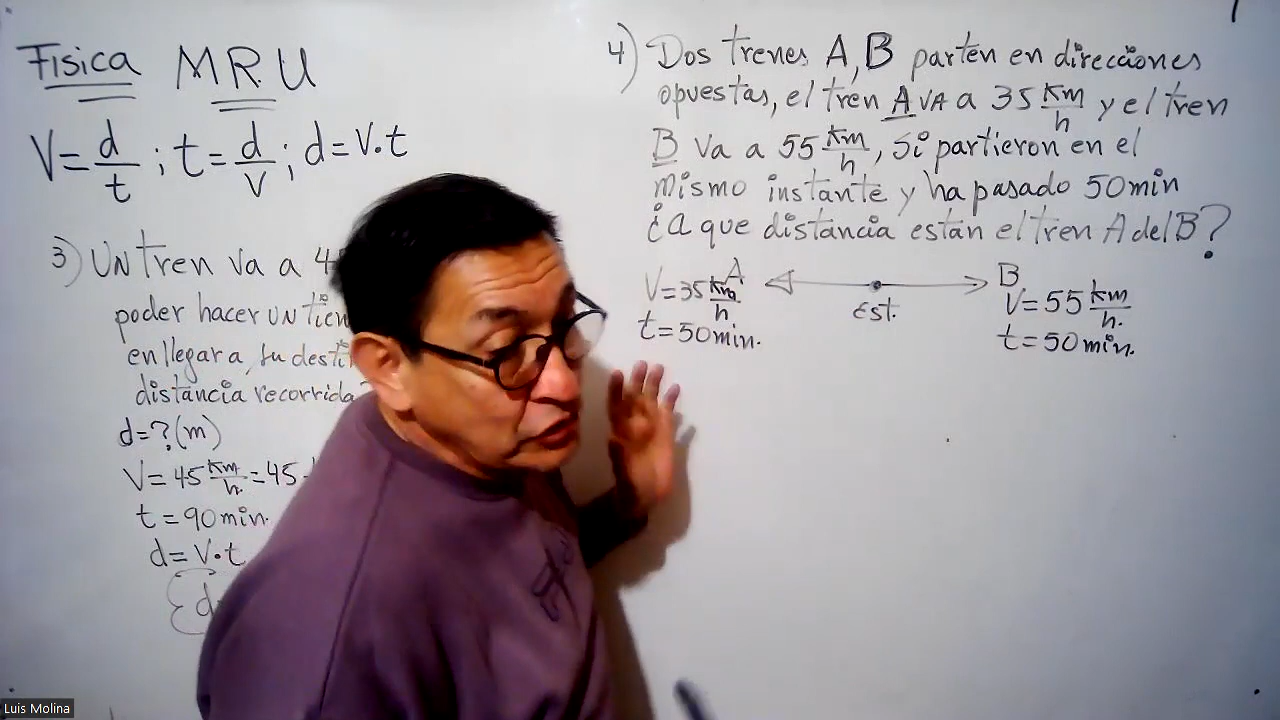 Fisica MRU
V = d/t ; t = d/v ; d = v·t
3) UN tren va a 4
poder hacer UN tien
en llegar a su desti
distancia recorrida
d = ? (m)
V = 45 Km/h = 45
t = 90 min.
d = v·t
d
4) Dos trenes A, B parten en direcciones
opuestas, el tren A VA a 35 Km/h y el tren
B va a 55 Km/h, Si partieron en el
mismo instante y ha pasado 50 min
¿a que distancia están el tren A del B?
A
V = 35 Km/h
t = 50 min.
Est.
B
V = 55 Km/h.
t = 50 min.
Luis Molina